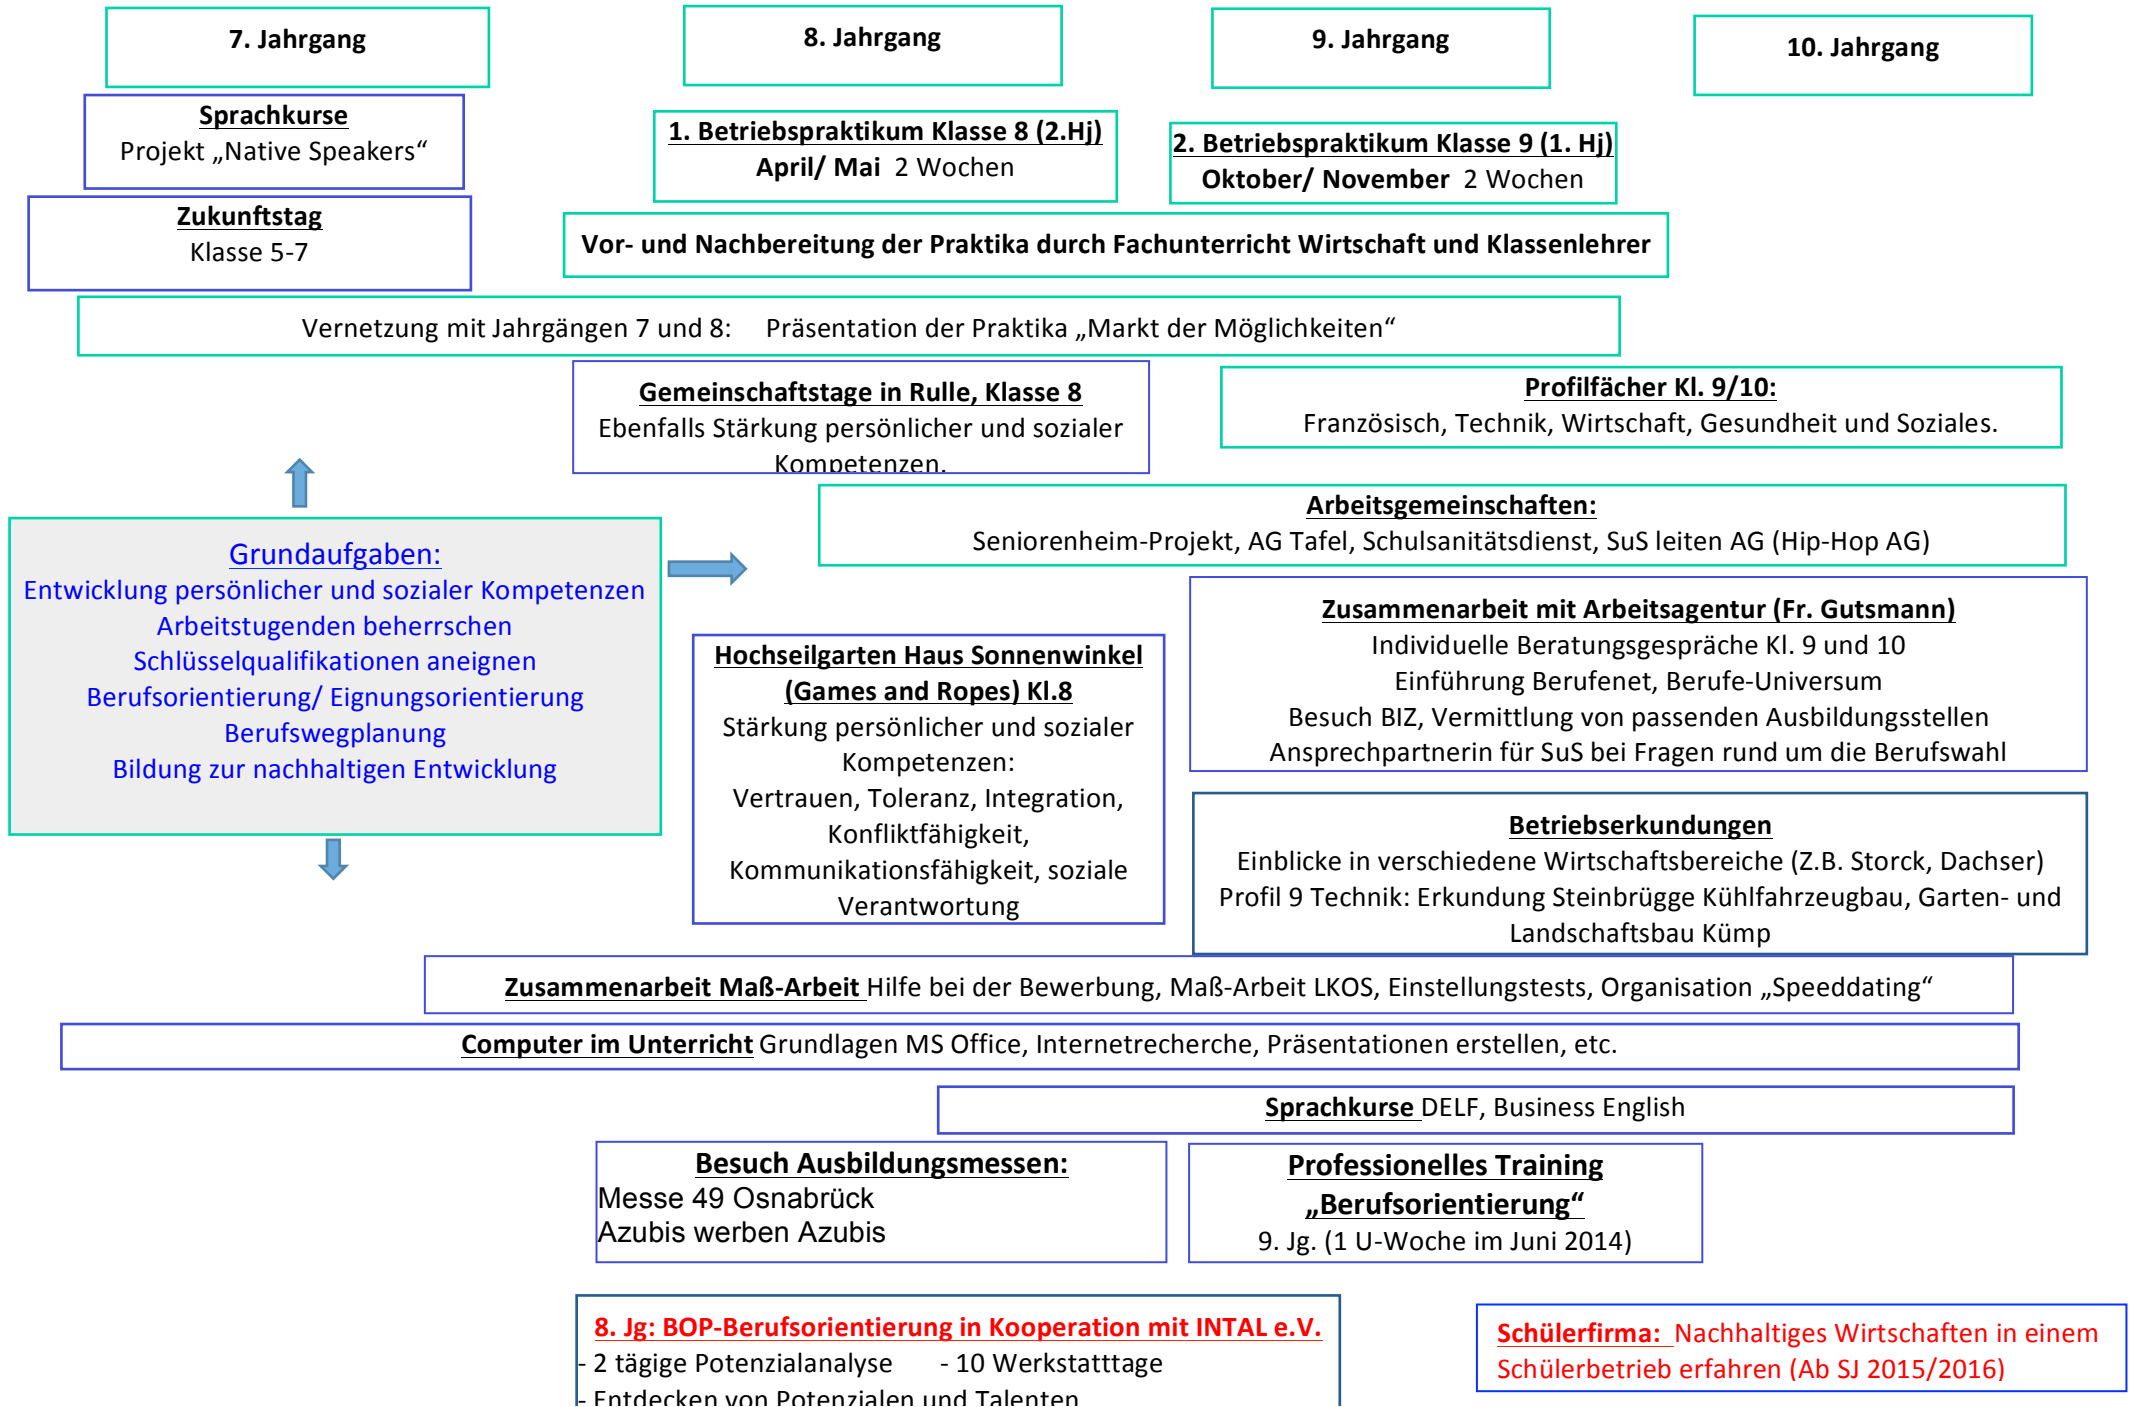 7. Jahrgang
8. Jahrgang
9. Jahrgang
10. Jahrgang
Sprachkurse
Projekt „Native Speakers“
1. Betriebspraktikum Klasse 8 (2.Hj)
April/ Mai 2 Wochen
2. Betriebspraktikum Klasse 9 (1. Hj)
Oktober/ November 2 Wochen
Zukunftstag
Klasse 5-7
Vor- und Nachbereitung der Praktika durch Fachunterricht Wirtschaft und Klassenlehrer
Vernetzung mit Jahrgängen 7 und 8: Präsentation der Praktika „Markt der Möglichkeiten“
Gemeinschaftstage in Rulle, Klasse 8
Ebenfalls Stärkung persönlicher und sozialer
Kompetenzen.
Profilfächer Kl. 9/10:
Französisch, Technik, Wirtschaft, Gesundheit und Soziales.
Arbeitsgemeinschaften:
Seniorenheim-Projekt, AG Tafel, Schulsanitätsdienst, SuS leiten AG (Hip-Hop AG)
Grundaufgaben:
Entwicklung persönlicher und sozialer Kompetenzen
Arbeitstugenden beherrschen
Schlüsselqualifikationen aneignen
Berufsorientierung/ Eignungsorientierung
Berufswegplanung
Bildung zur nachhaltigen Entwicklung
Hochseilgarten Haus Sonnenwinkel
(Games and Ropes) Kl.8
Stärkung persönlicher und sozialer
Kompetenzen:
Vertrauen, Toleranz, Integration,
Konfliktfähigkeit,
Kommunikationsfähigkeit, soziale
Verantwortung
Zusammenarbeit mit Arbeitsagentur (Fr. Gutsmann)
Individuelle Beratungsgespräche Kl. 9 und 10
Einführung Berufenet, Berufe-Universum
Besuch BIZ, Vermittlung von passenden Ausbildungsstellen
Ansprechpartnerin für SuS bei Fragen rund um die Berufswahl
Betriebserkundungen
Einblicke in verschiedene Wirtschaftsbereiche (Z.B. Storck, Dachser)
Profil 9 Technik: Erkundung Steinbrügge Kühlfahrzeugbau, Garten- und
Landschaftsbau Kümp
Zusammenarbeit Maß-Arbeit Hilfe bei der Bewerbung, Maß-Arbeit LKOS, Einstellungstests, Organisation „Speeddating“
Computer im Unterricht Grundlagen MS Office, Internetrecherche, Präsentationen erstellen, etc.
Sprachkurse DELF, Business English
Besuch Ausbildungsmessen:
Messe 49 Osnabrück
Azubis werben Azubis
Professionelles Training
„Berufsorientierung“
9. Jg. (1 U-Woche im Juni 2014)
8. Jg: BOP-Berufsorientierung in Kooperation mit INTAL e.V.
- 2 tägige Potenzialanalyse - 10 Werkstatttage
- Entdecken von Potenzialen und Talenten
Schülerfirma: Nachhaltiges Wirtschaften in einem
Schülerbetrieb erfahren (Ab SJ 2015/2016)